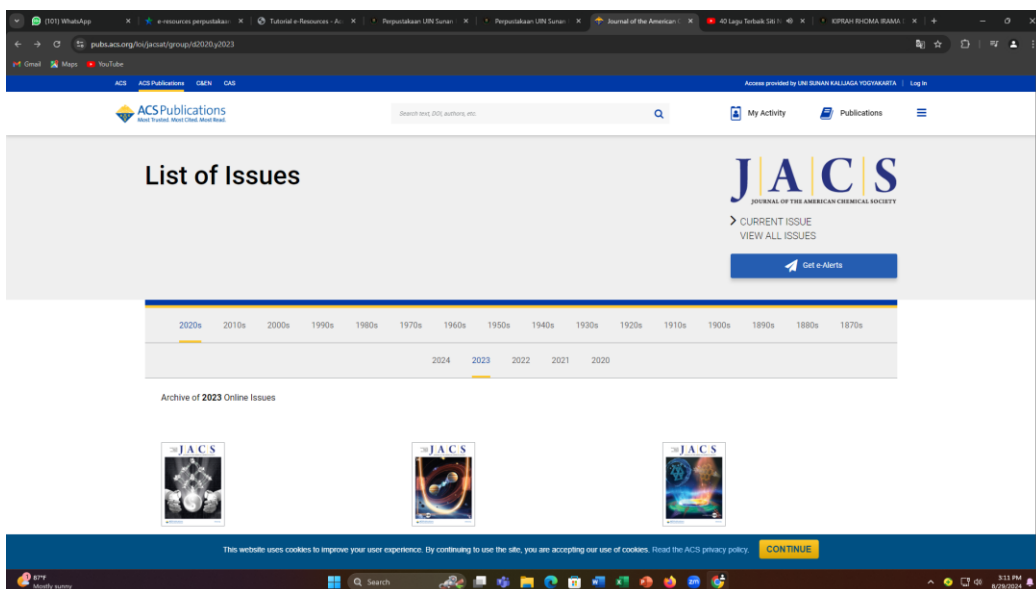 (101) WhatsApp
e-resources perpustakaan
Tutorial e-Resources - Ac
Perpustakaan UIN Sunan
Perpustakaan UIN Sunan
Journal of the American C
40 Lagu Terbaik Siti
KIPRAH RHOMA IRAMA
pubs.acs.org/loi/jacsat/group/d2020.y2023
Gmail Maps YouTube
ACS ACS Publications C&EN CAS
Access provided by UNI SUNAN KALIJAGA YOGYAKARTA | Log In
ACS Publications
Most Trusted. Most Cited. Most Read.
Search text, DOI, authors, etc.
My Activity
Publications
List of Issues
JACS
JOURNAL OF THE AMERICAN CHEMICAL SOCIETY
CURRENT ISSUE
VIEW ALL ISSUES
Get e-Alerts
2020s 2010s 2000s 1990s 1980s 1970s 1960s 1950s 1940s 1930s 1920s 1910s 1900s 1890s 1880s 1870s
2024 2023 2022 2021 2020
Archive of 2023 Online Issues
JACS
JACS
JACS
This website uses cookies to improve your user experience. By continuing to use the site, you are accepting our use of cookies. Read the ACS privacy policy.
CONTINUE
87°F
Mostly sunny
Search
3:11 PM
8/29/2024